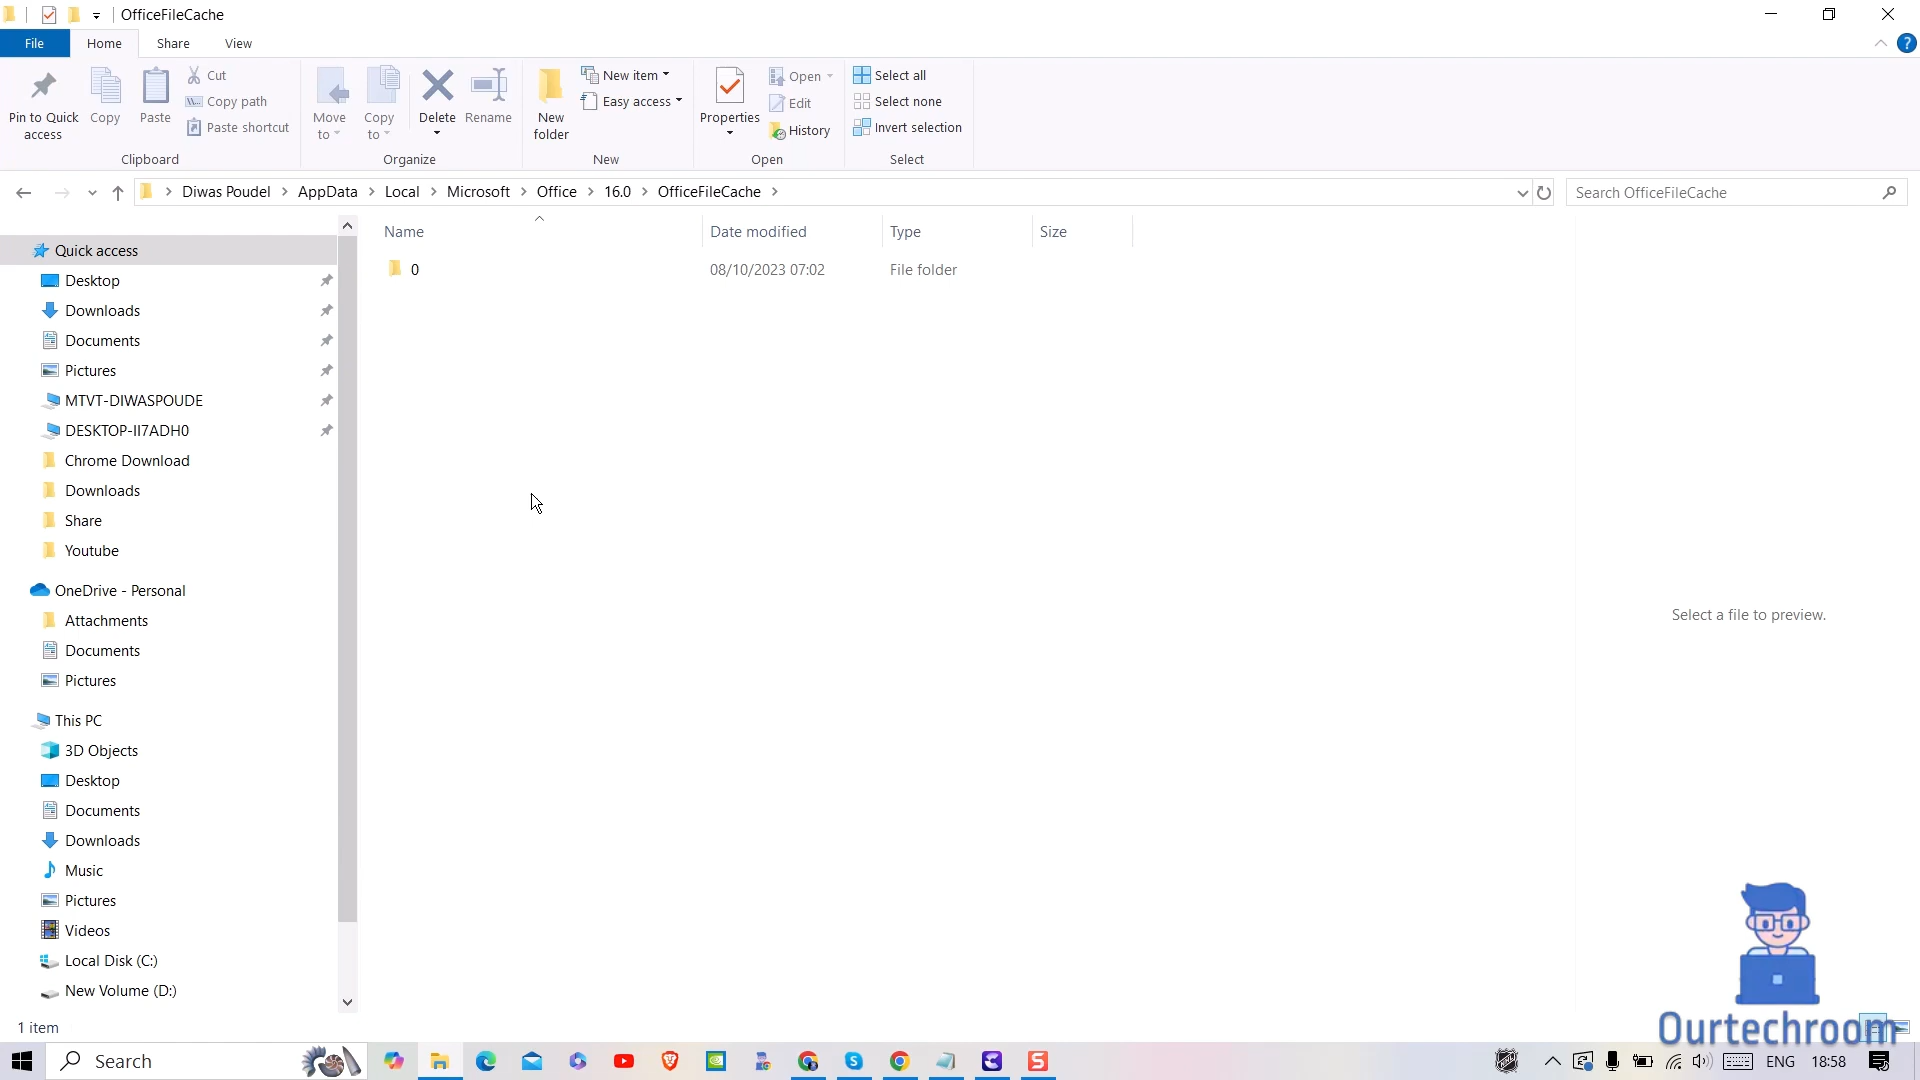 OfficeFileCache
File Home Share View
Pin to Quick access
Copy
Paste
Cut
Copy path
Paste shortcut
Clipboard
Move to
Copy to
Delete
Rename
Organize
New folder
New item
Easy access
New
Properties
Open
Edit
History
Open
Select all
Select none
Invert selection
Select
Diwas Poudel AppData Local Microsoft Office 16.0 OfficeFileCache
Search OfficeFileCache
Name Date modified Type Size
0 08/10/2023 07:02 File folder
Quick access
Desktop
Downloads
Documents
Pictures
MTVT-DIWASPOUDE
DESKTOP-II7ADH0
Chrome Download
Downloads
Share
Youtube
OneDrive - Personal
Attachments
Documents
Pictures
This PC
3D Objects
Desktop
Documents
Downloads
Music
Pictures
Videos
Local Disk (C:)
New Volume (D:)
Select a file to preview.
1 item
Ourtechroom
Search
ENG 18:58